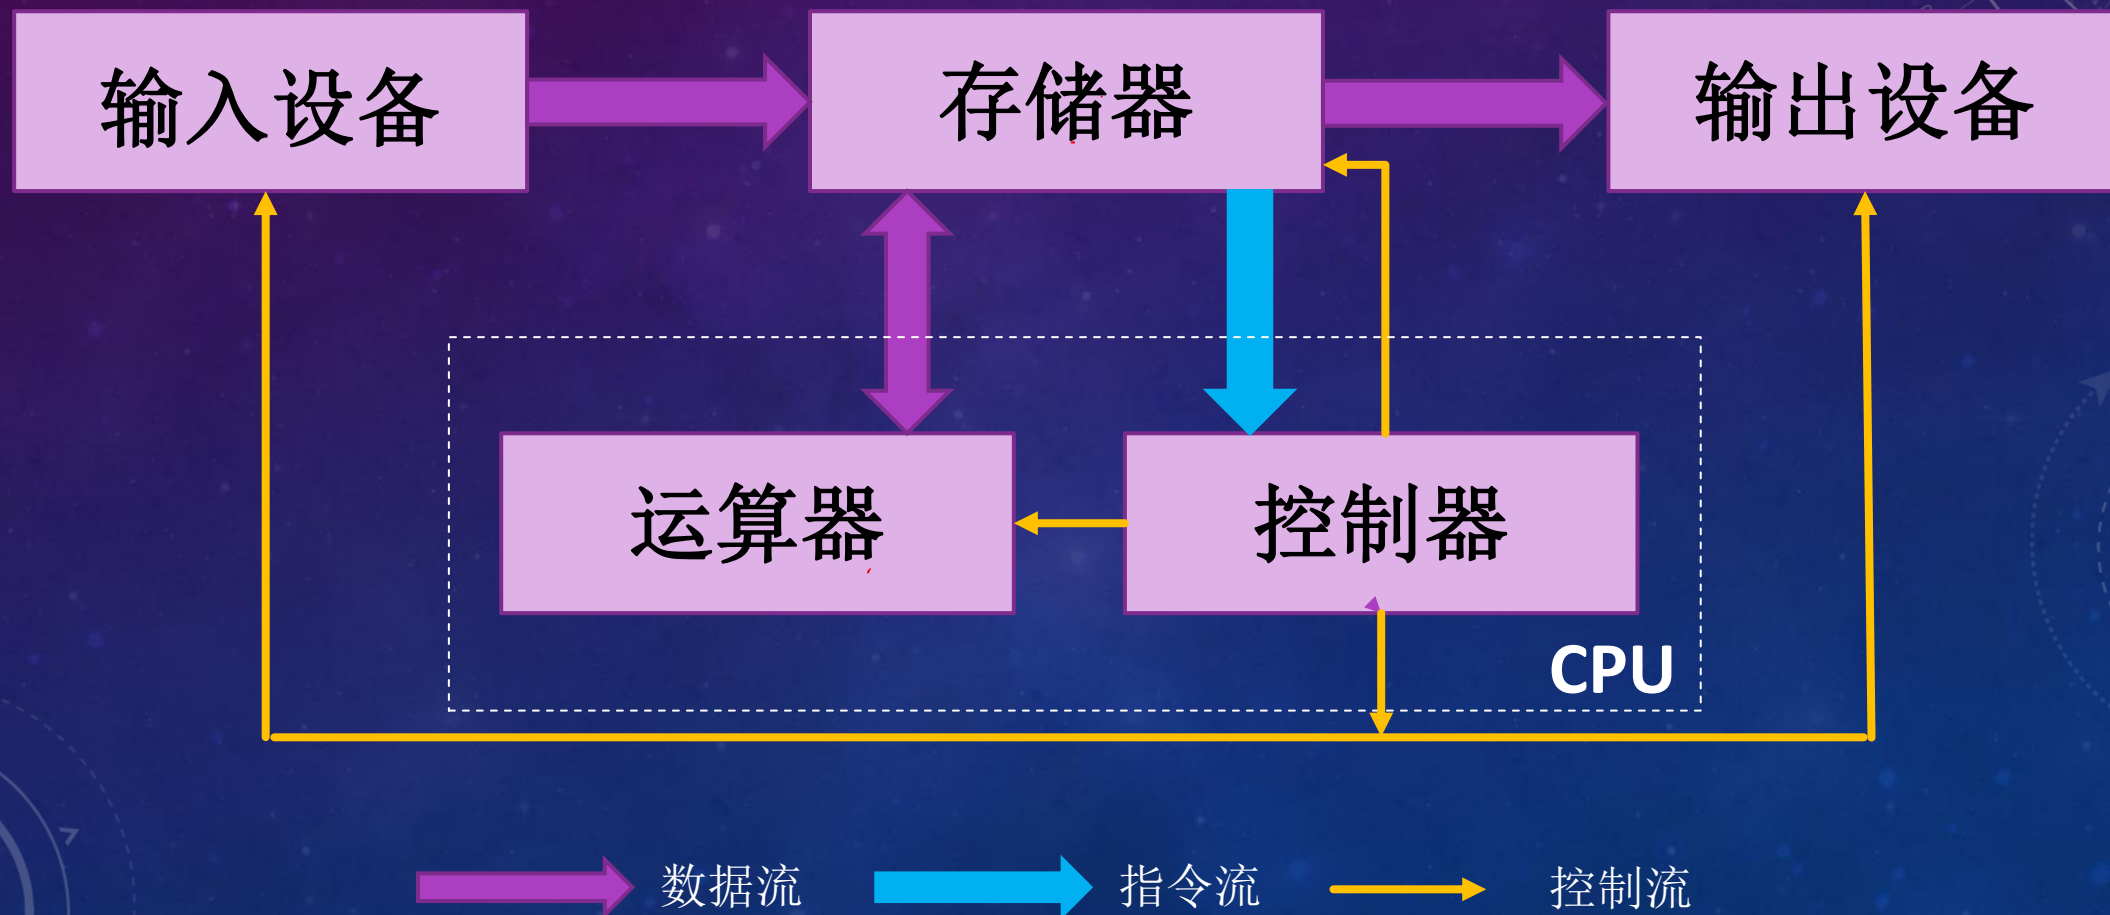 输入设备
存储器
输出设备
运算器
控制器
CPU
数据流
指令流
控制流